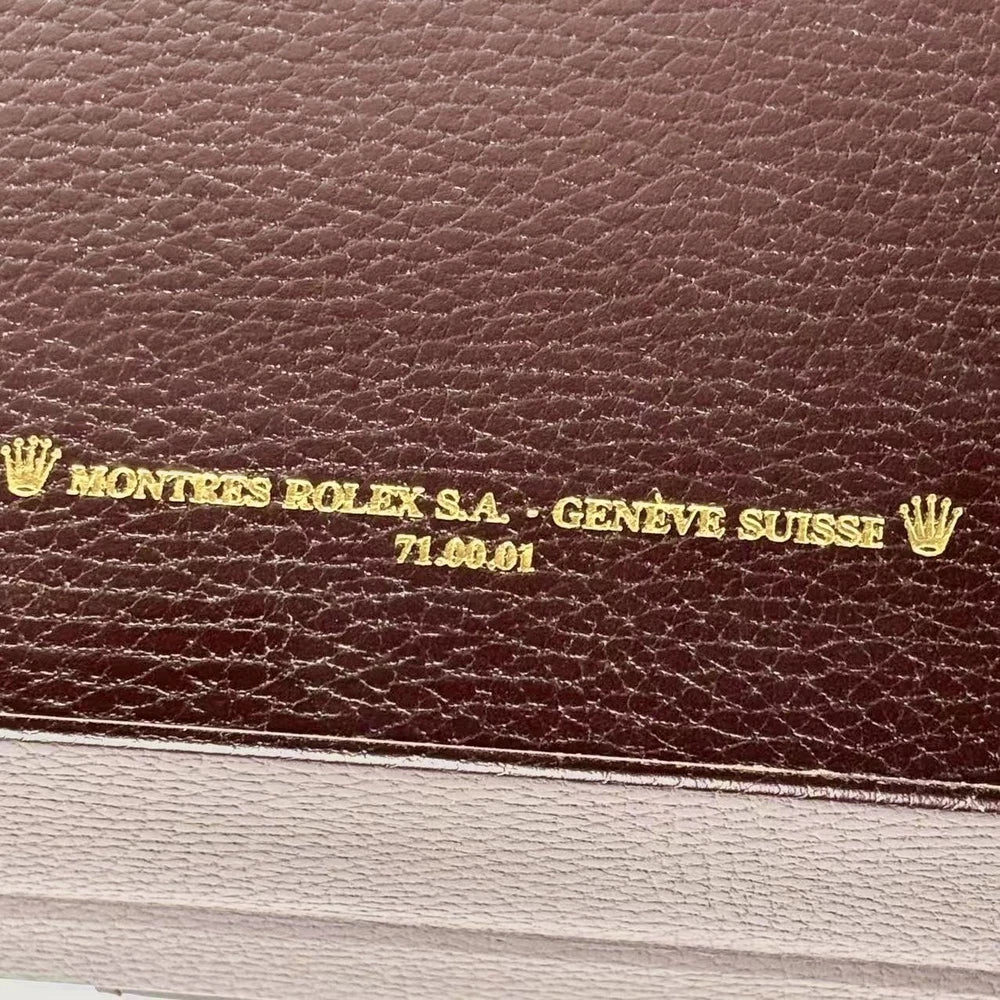 MONTRES ROLEX S.A. · GENÈVE SUISSE
71.00.01